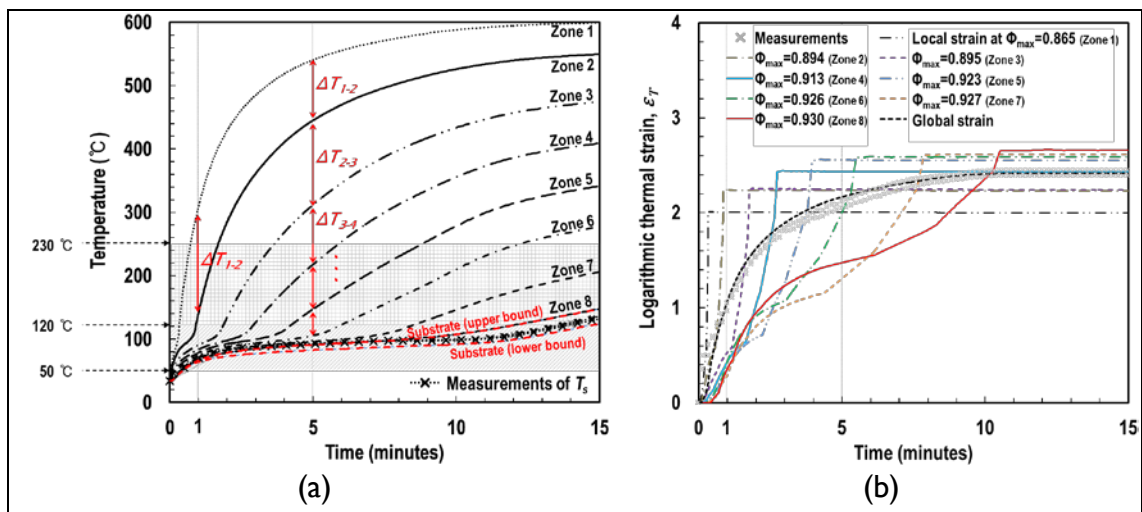 600
500
400
300
200
100
0
230 ℃
120 ℃
50 ℃
Temperature (℃)
Zone 1
Zone 2
Zone 3
Zone 4
Zone 5
Zone 6
Zone 7
Zone 8
ΔT1-2
ΔT2-3
ΔT3-4
ΔT1-2
Substrate (upper bound)
Substrate (lower bound)
Measurements of Ts
0 1 5 10 15
Time (minutes)
(a)
4
3
2
1
0
Logarithmic thermal strain, εT
Measurements
Φmax=0.894 (Zone 2)
Φmax=0.913 (Zone 4)
Φmax=0.926 (Zone 6)
Φmax=0.930 (Zone 8)
Local strain at Φmax=0.865 (Zone 1)
Φmax=0.895 (Zone 3)
Φmax=0.923 (Zone 5)
Φmax=0.927 (Zone 7)
Global strain
0 1 5 10 15
Time (minutes)
(b)